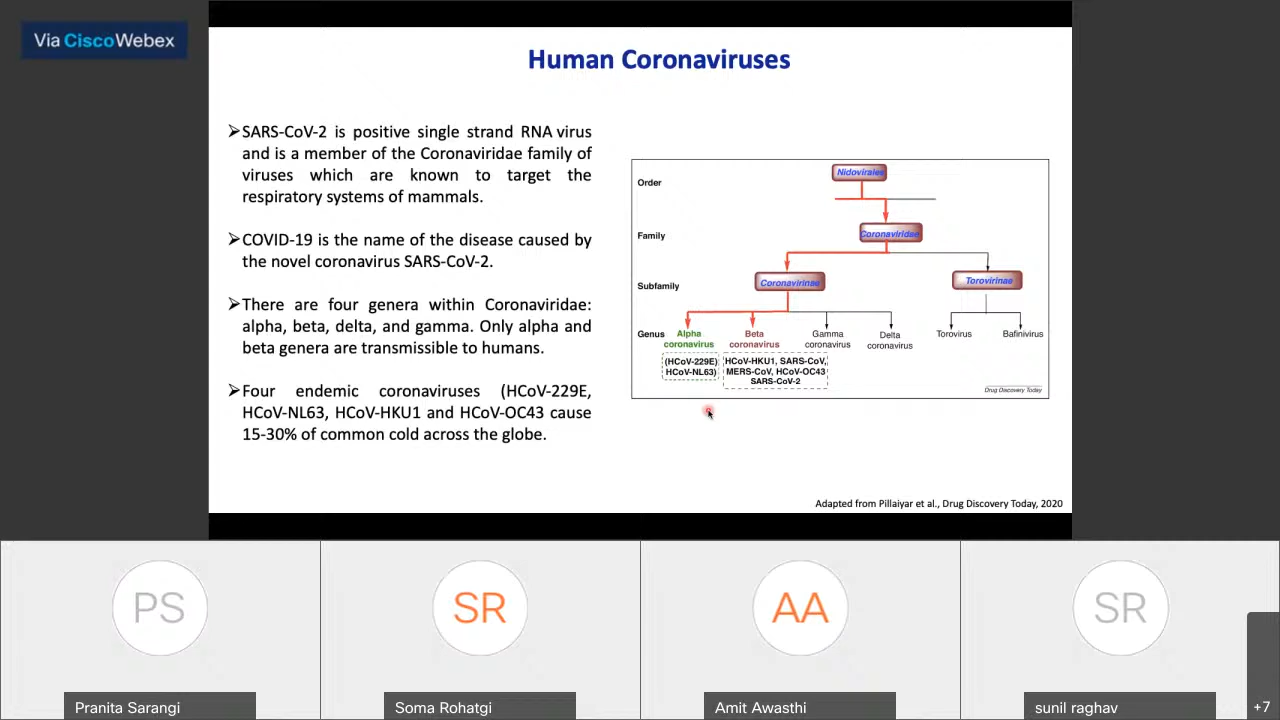 Via CiscoWebex
Human Coronaviruses
➢SARS-CoV-2 is positive single strand RNA virus
and is a member of the Coronaviridae family of
viruses which are known to target the
respiratory systems of mammals.
➢COVID-19 is the name of the disease caused by
the novel coronavirus SARS-CoV-2.
➢There are four genera within Coronaviridae:
alpha, beta, delta, and gamma. Only alpha and
beta genera are transmissible to humans.
➢Four endemic coronaviruses (HCoV-229E,
HCoV-NL63, HCoV-HKU1 and HCoV-OC43 cause
15-30% of common cold across the globe.
Order
Nidovirales
Family
Coronaviridae
Subfamily
Coronavirinae
Torovirinae
Genus
Alpha
coronavirus
Beta
coronavirus
Gamma
coronavirus
Delta
coronavirus
Torovirus
Bafinivirus
(HCoV-229E)
HCoV-NL63)
HCoV-HKU1, SARS-CoV,
MERS-CoV, HCoV-OC43
SARS-CoV-2
Drug Discovery Today
Adapted from Pillaiyar et al., Drug Discovery Today, 2020
PS
SR
AA
SR
Pranita Sarangi
Soma Rohatgi
Amit Awasthi
sunil raghav
+7